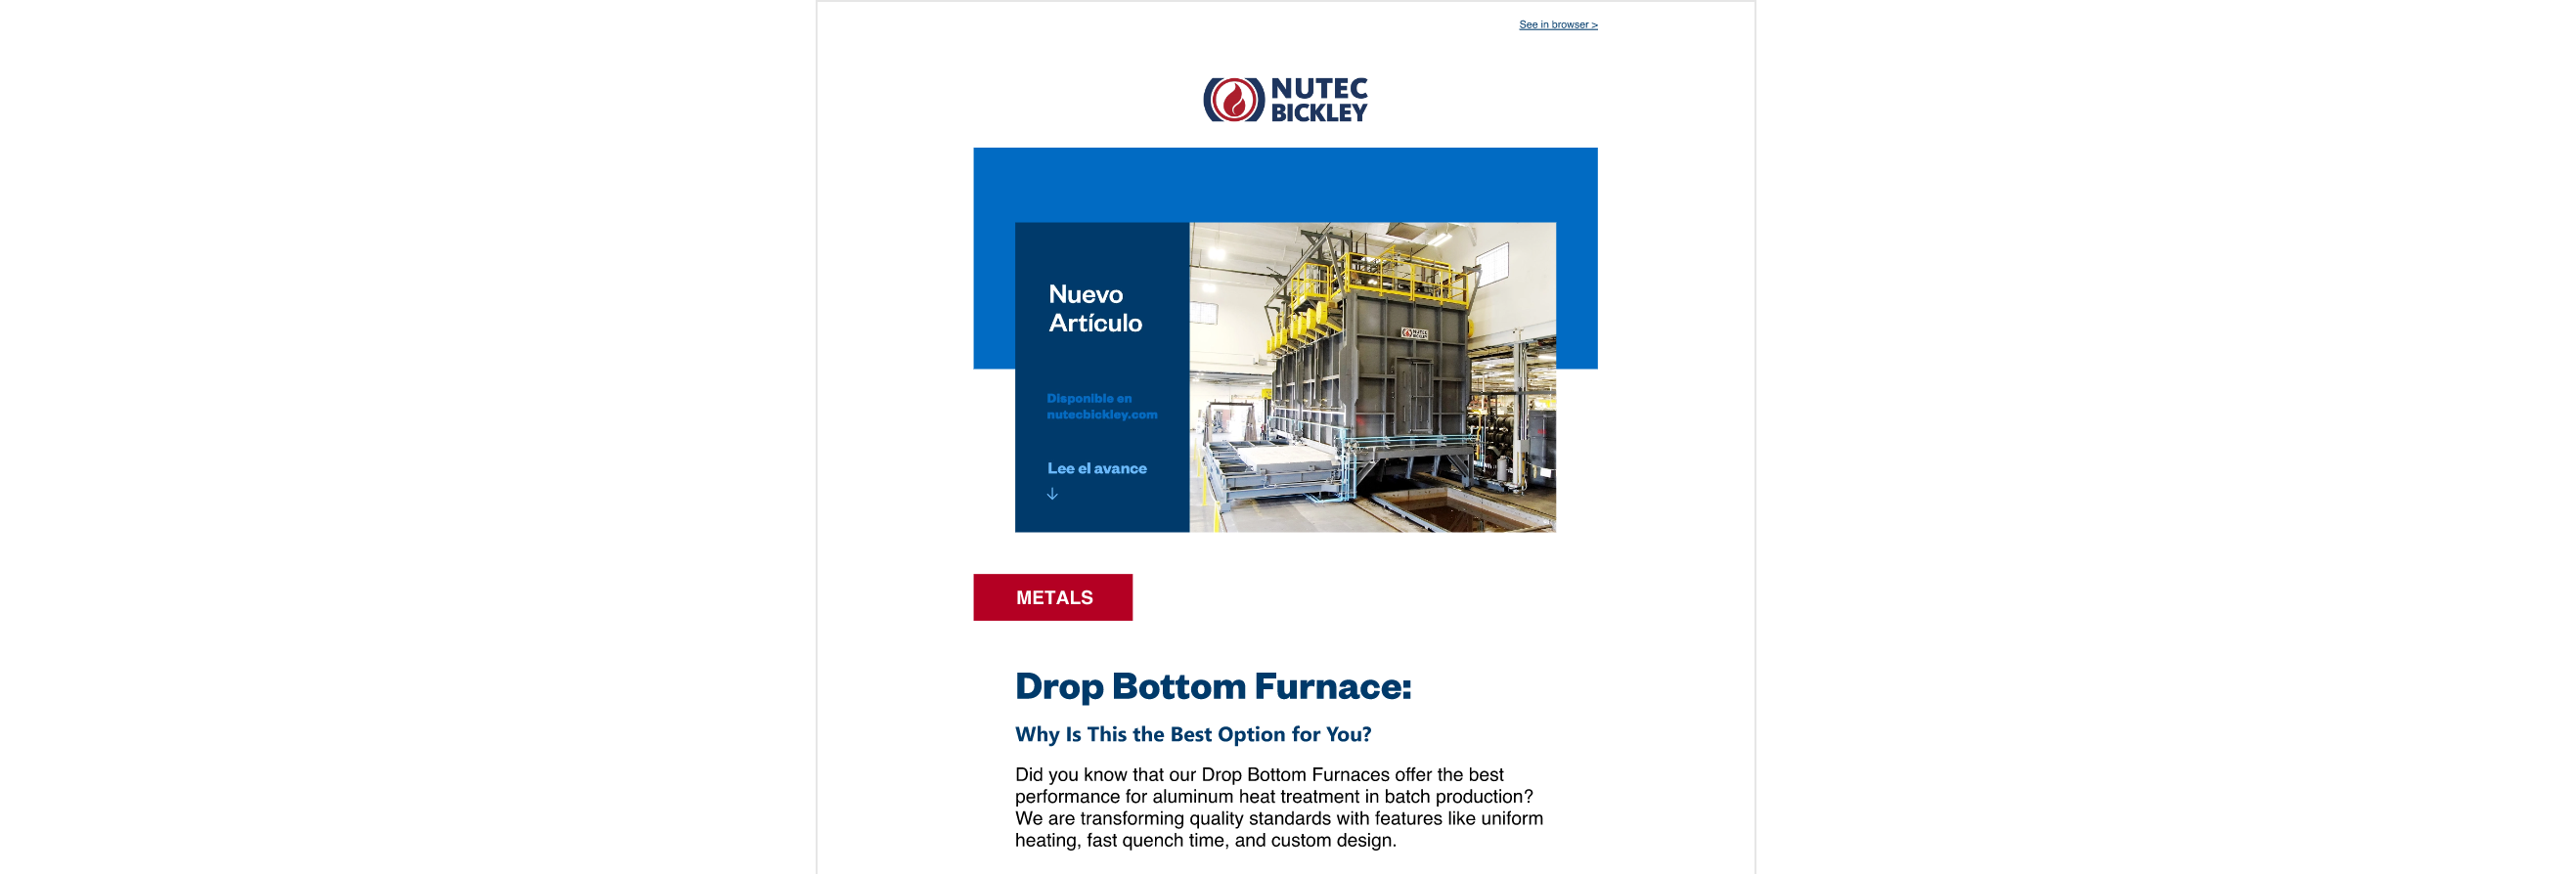 See in browser >
NUTEC
BICKLEY
Nuevo
Artículo
Disponible en
nutecbickley.com
Lee el avance
NUTEC
BICKLEY
METALS
Drop Bottom Furnace:
Why Is This the Best Option for You?
Did you know that our Drop Bottom Furnaces offer the best
performance for aluminum heat treatment in batch production?
We are transforming quality standards with features like uniform
heating, fast quench time, and custom design.